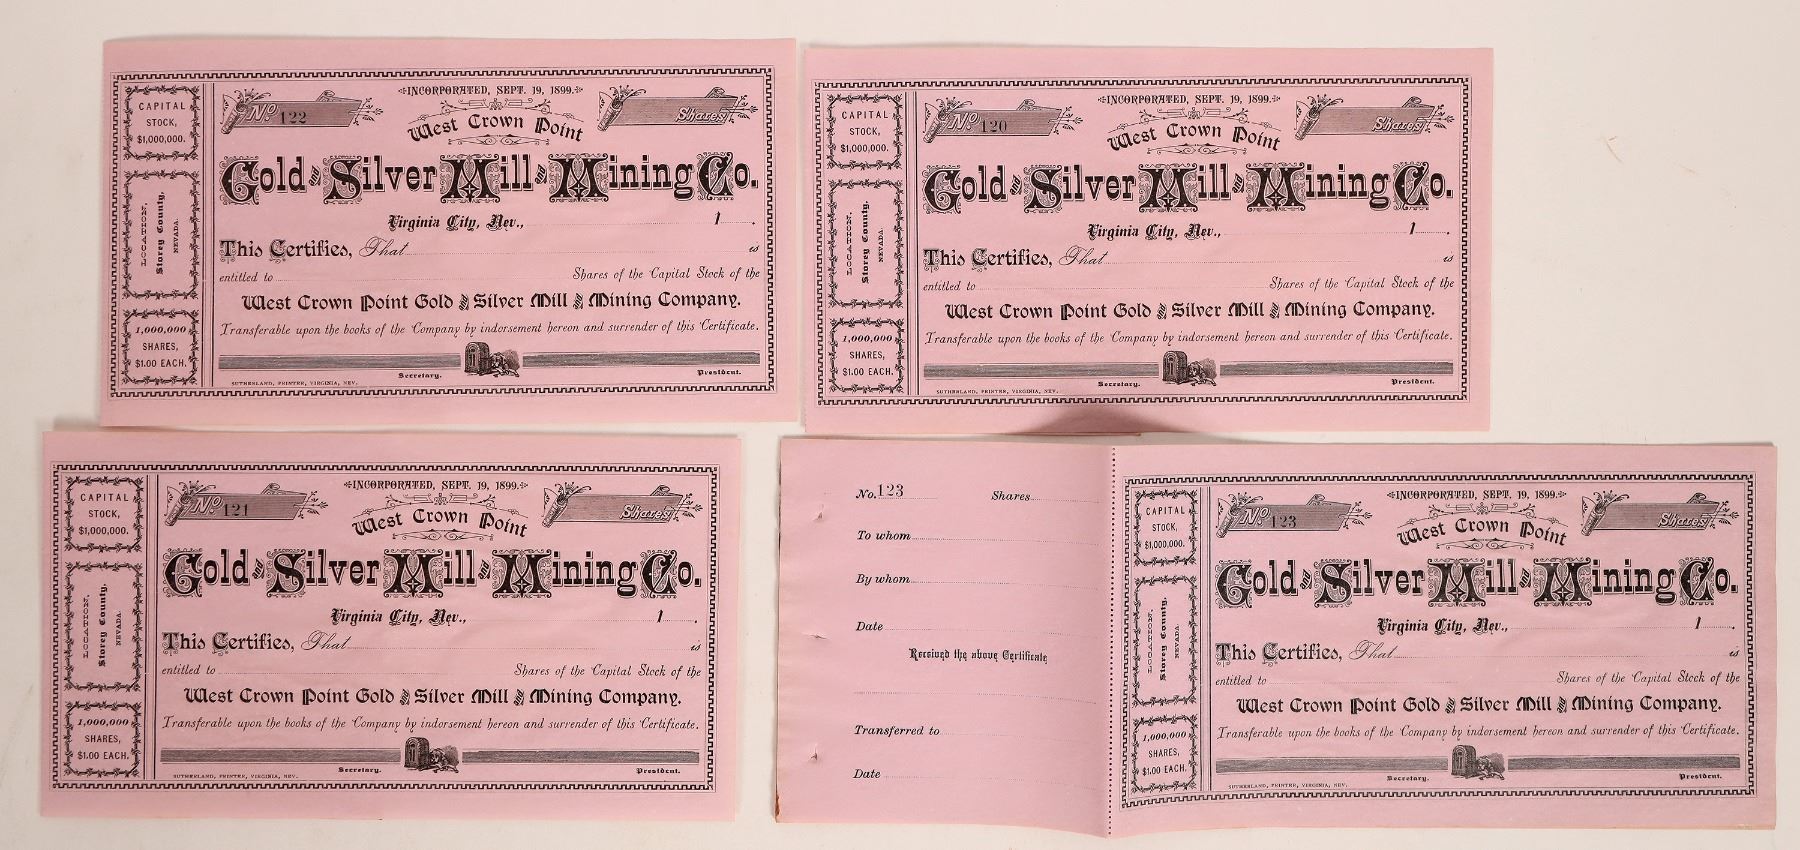 CAPITAL
STOCK,
$1,000,000.
LOCATION,
Storey County,
NEVADA.
1,000,000
SHARES,
$1.00 EACH.
INCORPORATED, SEPT. 19, 1899.
No. 122
Shares
West Crown Point
Gold and Silver Mill and Mining Co.
Virginia City, Nev., 1
This Certifies, That is
entitled to Shares of the Capital Stock of the
West Crown Point Gold and Silver Mill and Mining Company.
Transferable upon the books of the Company by indorsement hereon and surrender of this Certificate.
Secretary. President.
SUTHERLAND, PRINTER, VIRGINIA, NEV.
CAPITAL
STOCK,
$1,000,000.
LOCATION,
Storey County,
NEVADA.
1,000,000
SHARES,
$1.00 EACH.
INCORPORATED, SEPT. 19, 1899.
No. 120
Shares
West Crown Point
Gold and Silver Mill and Mining Co.
Virginia City, Nev., 1
This Certifies, That is
entitled to Shares of the Capital Stock of the
West Crown Point Gold and Silver Mill and Mining Company.
Transferable upon the books of the Company by indorsement hereon and surrender of this Certificate.
Secretary. President.
SUTHERLAND, PRINTER, VIRGINIA, NEV.
CAPITAL
STOCK,
$1,000,000.
LOCATION,
Storey County,
NEVADA.
1,000,000
SHARES,
$1.00 EACH.
INCORPORATED, SEPT. 19, 1899.
No. 121
Shares
West Crown Point
Gold and Silver Mill and Mining Co.
Virginia City, Nev., 1
This Certifies, That is
entitled to Shares of the Capital Stock of the
West Crown Point Gold and Silver Mill and Mining Company.
Transferable upon the books of the Company by indorsement hereon and surrender of this Certificate.
Secretary. President.
SUTHERLAND, PRINTER, VIRGINIA, NEV.
No. 123 Shares
To whom
By whom
Date
Received the above Certificate
Transferred to
Date
CAPITAL
STOCK,
$1,000,000.
LOCATION,
Storey County,
NEVADA.
1,000,000
SHARES,
$1.00 EACH.
INCORPORATED, SEPT. 19, 1899.
No. 123
Shares
West Crown Point
Gold and Silver Mill and Mining Co.
Virginia City, Nev., 1
This Certifies, That is
entitled to Shares of the Capital Stock of the
West Crown Point Gold and Silver Mill and Mining Company.
Transferable upon the books of the Company by indorsement hereon and surrender of this Certificate.
Secretary. President.
SUTHERLAND, PRINTER, VIRGINIA, NEV.